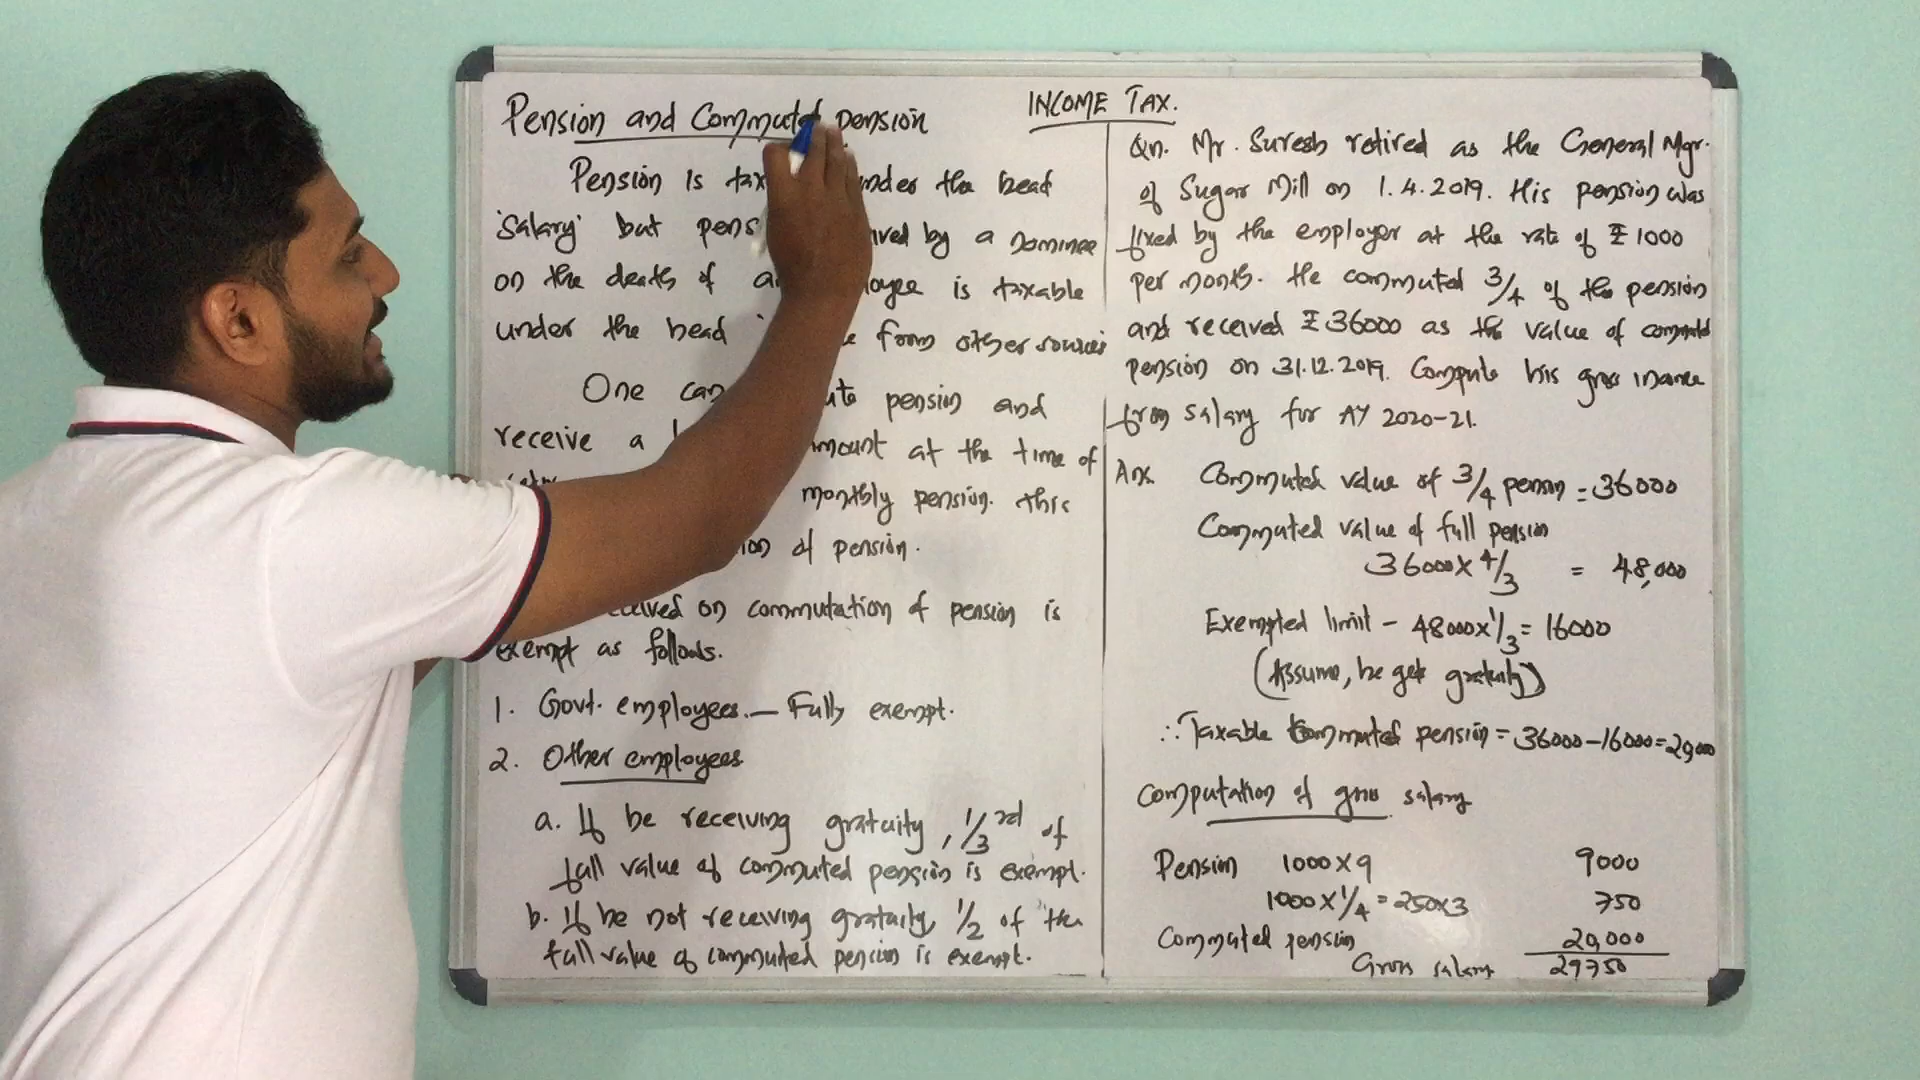 INCOME TAX.
Pension and Commuted pension
Pension is tax under the head
'Salary' but pens ived by a nominee
on the death of an loyee is taxable
under the head ' e from other sources
One can ute pension and
receive a l mount at the time of
monthly pension. This
ion of pension.
eceived on commutation of pension is
exempt as follows.
1. Govt. employees. — Fully exempt.
2. Other employees
a. If he receiving gratuity, 1/3rd of
full value of commuted pension is exempt.
b. If he not receiving gratuity, 1/2 of the
full value of commuted pension is exempt.
Qn. Mr. Suresh retired as the General Mgr.
of Sugar Mill on 1.4.2019. His pension was
fixed by the employer at the rate of ₹ 1000
per month. He commuted 3/4 of the pension
and received ₹ 36000 as the value of commuted
pension on 31.12.2019. Compute his gross income
from salary for AY 2020-21.
Ans. Commuted value of 3/4 pension = 36000
Commuted value of full pension
36000 x 4/3 = 48,000
Exempted limit - 48000 x 1/3 = 16000
(Assume, he get gratuity)
∴ Taxable Commuted pension = 36000-16000=20,000
Computation of gross salary
Pension 1000 x 9 9000
1000 x 1/4 = 250x3 750
Commuted pension 20,000
Gross salary 29750